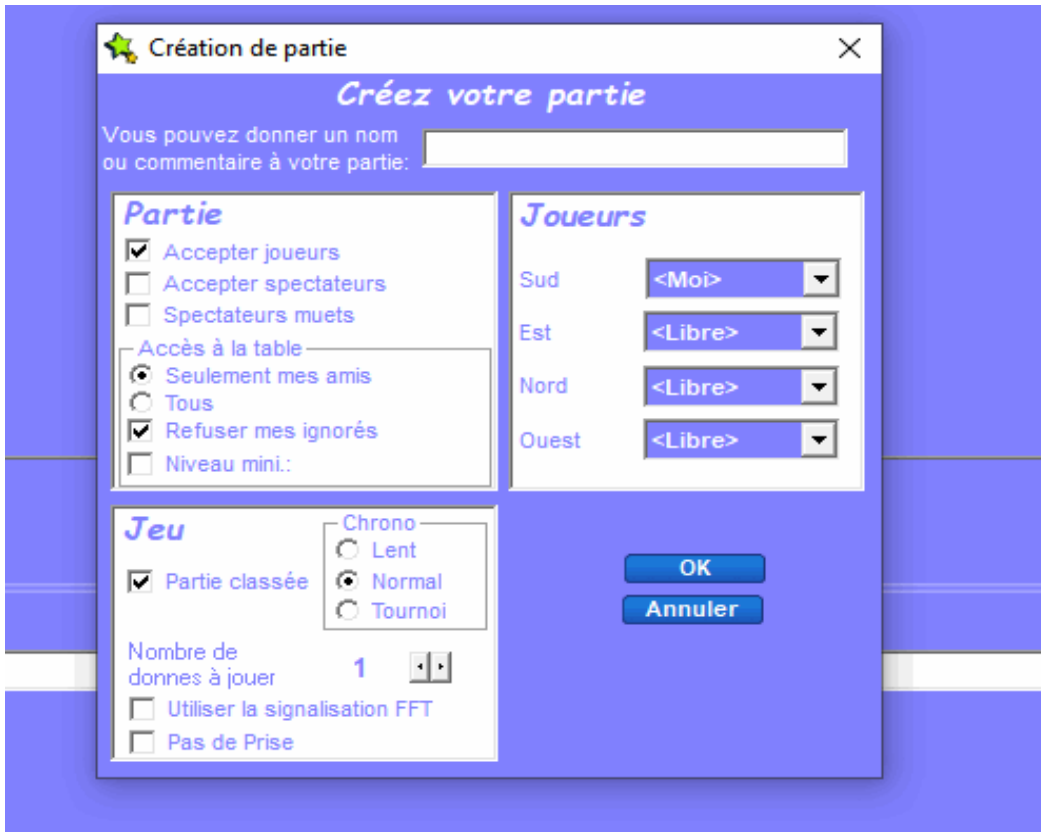 Création de partie
Créez votre partie
Vous pouvez donner un nom
ou commentaire à votre partie:
Partie
Accepter joueurs
Accepter spectateurs
Spectateurs muets
Accès à la table
Seulement mes amis
Tous
Refuser mes ignorés
Niveau mini.:
Joueurs
Sud <Moi>
Est <Libre>
Nord <Libre>
Ouest <Libre>
Jeu
Partie classée
Chrono
Lent
Normal
Tournoi
Nombre de
donnes à jouer 1
Utiliser la signalisation FFT
Pas de Prise
OK
Annuler